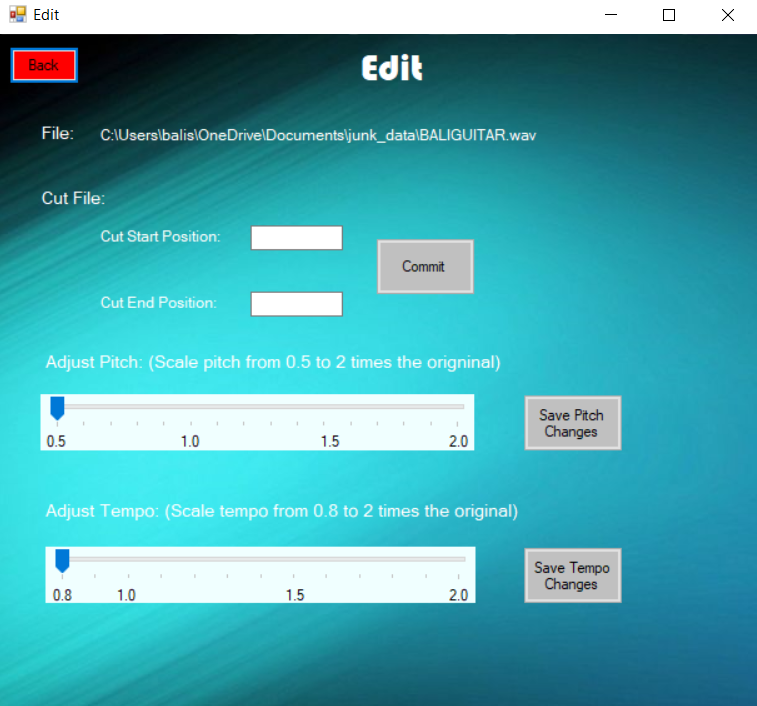 Edit
Back
Edit
File: C:\Users\balis\OneDrive\Documents\junk_data\BALIGUITAR.wav
Cut File:
Cut Start Position:
Commit
Cut End Position:
Adjust Pitch: (Scale pitch from 0.5 to 2 times the origninal)
Save Pitch
Changes
0.5 1.0 1.5 2.0
Adjust Tempo: (Scale tempo from 0.8 to 2 times the original)
Save Tempo
Changes
0.8 1.0 1.5 2.0